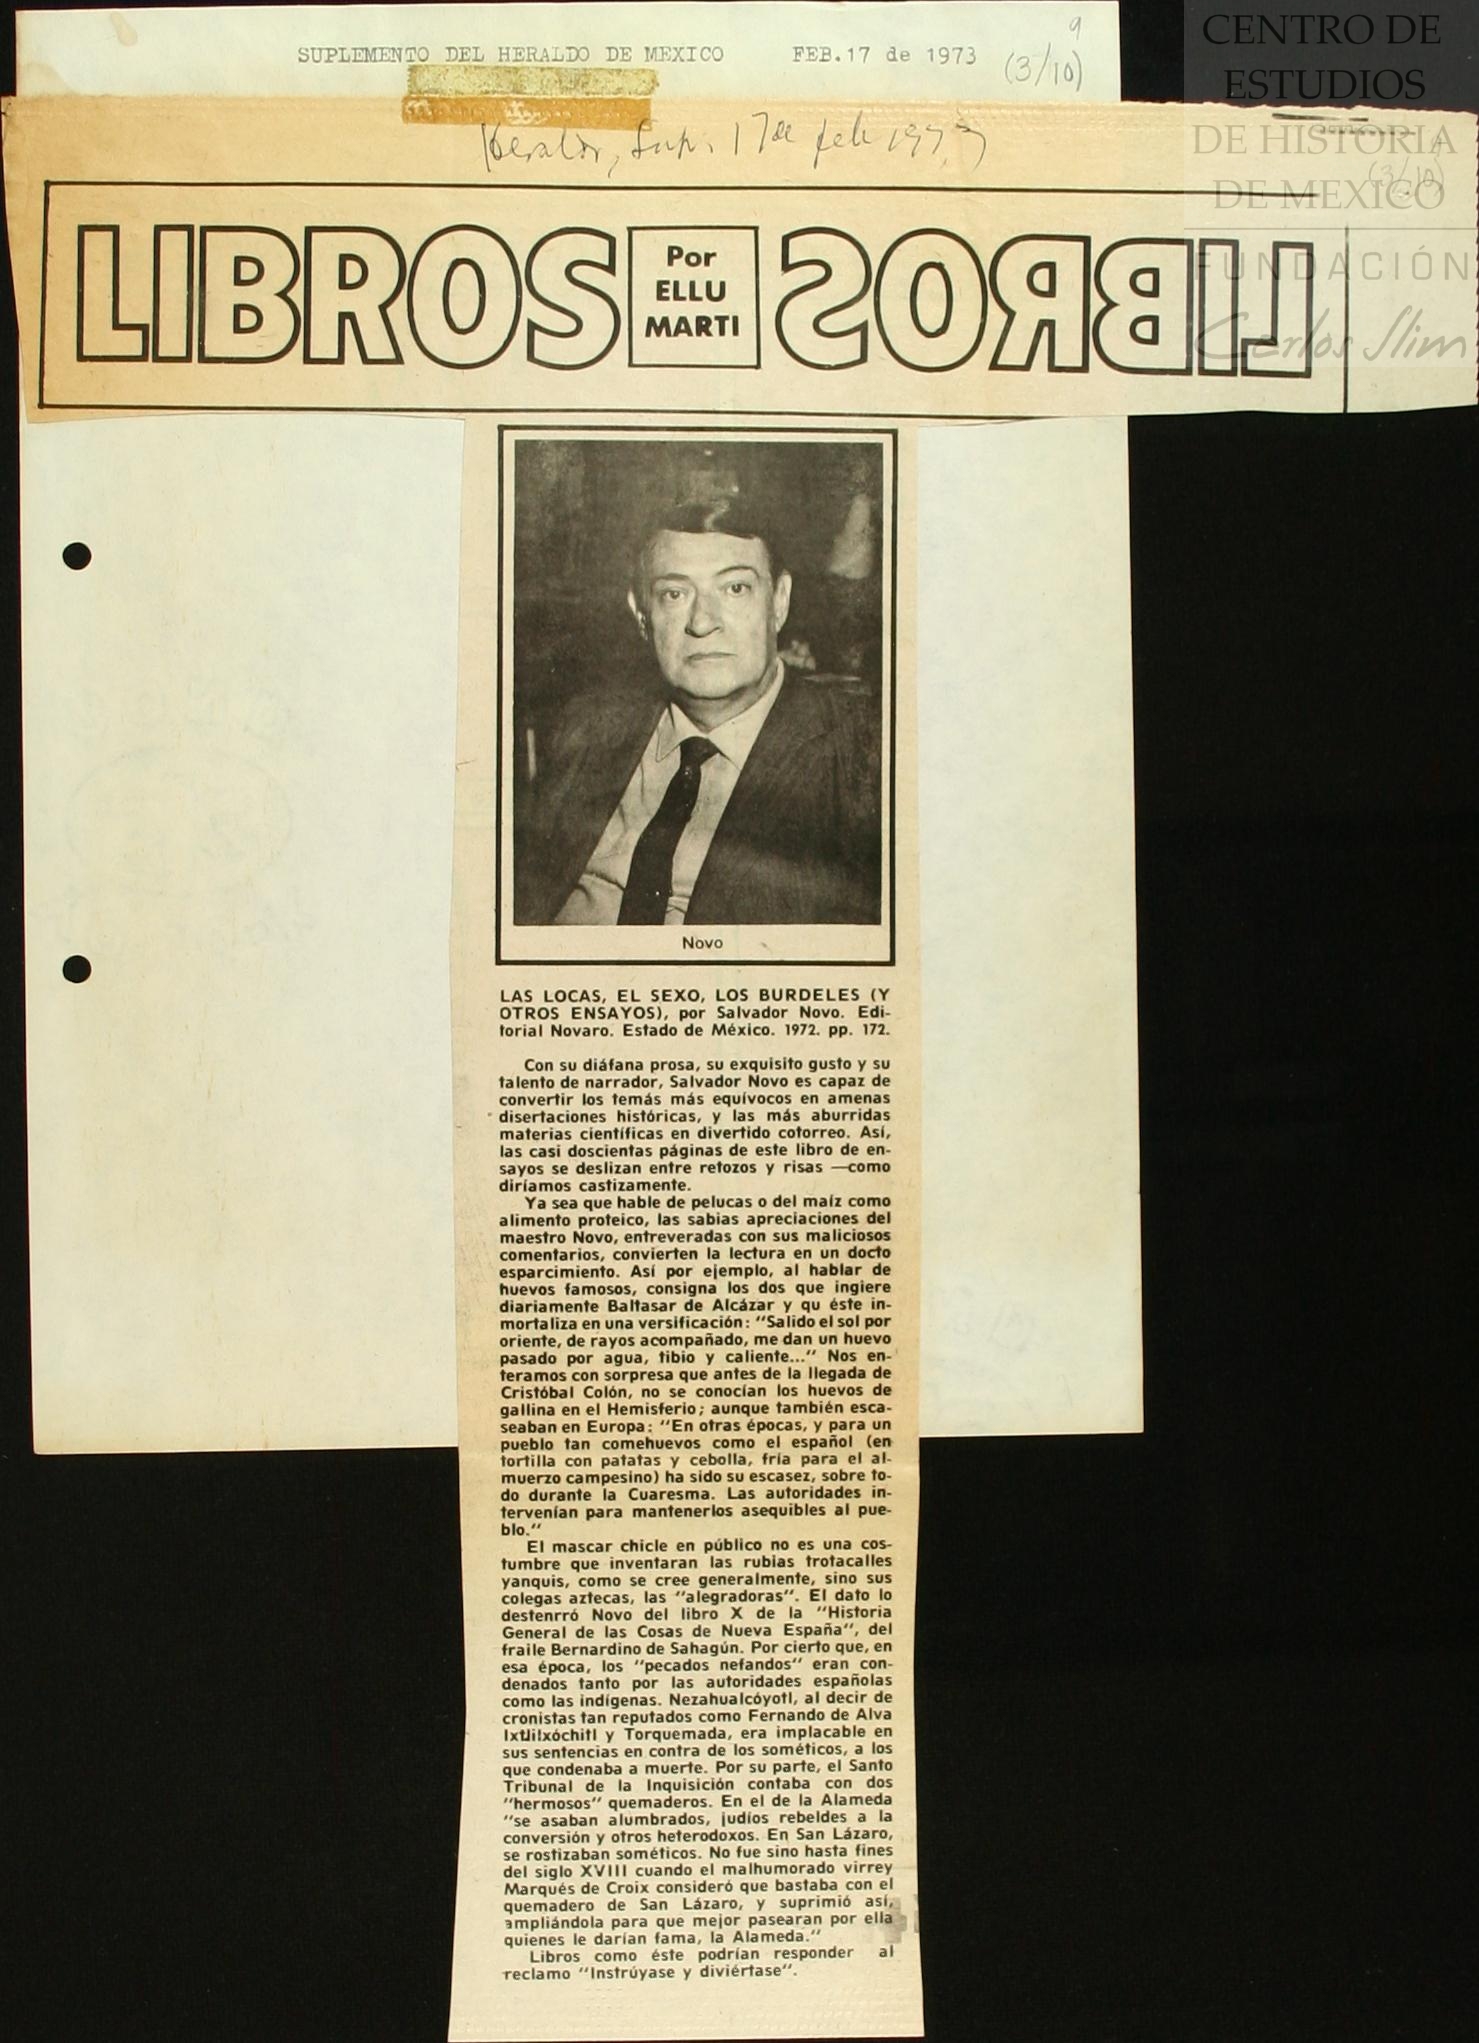 SUPLEMENTO DEL HERALDO DE MEXICO FEB.17 de 1973
9
(3/10)
CENTRO DE
ESTUDIOS
DE HISTORIA
DE MEXICO
FUNDACIÓN
Carlos Slim
Heraldo, Sup. 17 de feb 1973
(3/10)
LIBROS
Por
ELLU
MARTI
LIBROS
Novo
LAS LOCAS, EL SEXO, LOS BURDELES (Y
OTROS ENSAYOS), por Salvador Novo. Edi-
torial Novaro. Estado de México. 1972. pp. 172.
Con su diáfana prosa, su exquisito gusto y su
talento de narrador, Salvador Novo es capaz de
convertir los temás más equívocos en amenas
disertaciones históricas, y las más aburridas
materias científicas en divertido cotorreo. Así,
las casi doscientas páginas de este libro de en-
sayos se deslizan entre retozos y risas —como
diríamos castizamente.
Ya sea que hable de pelucas o del maíz como
alimento proteico, las sabias apreciaciones del
maestro Novo, entreveradas con sus maliciosos
comentarios, convierten la lectura en un docto
esparcimiento. Así por ejemplo, al hablar de
huevos famosos, consigna los dos que ingiere
diariamente Baltasar de Alcázar y qu éste in-
mortaliza en una versificación: "Salido el sol por
oriente, de rayos acompañado, me dan un huevo
pasado por agua, tibio y caliente..." Nos en-
teramos con sorpresa que antes de la llegada de
Cristóbal Colón, no se conocían los huevos de
gallina en el Hemisferio; aunque también esca-
seaban en Europa: "En otras épocas, y para un
pueblo tan comehuevos como el español (en
tortilla con patatas y cebolla, fría para el al-
muerzo campesino) ha sido su escasez, sobre to-
do durante la Cuaresma. Las autoridades in-
tervenían para mantenerlos asequibles al pue-
blo."
El mascar chicle en público no es una cos-
tumbre que inventaran las rubias trotacalles
yanquis, como se cree generalmente, sino sus
colegas aztecas, las "alegradoras". El dato lo
destenrró Novo del libro X de la "Historia
General de las Cosas de Nueva España", del
fraile Bernardino de Sahagún. Por cierto que, en
esa época, los "pecados nefandos" eran con-
denados tanto por las autoridades españolas
como las indígenas. Nezahualcóyotl, al decir de
cronistas tan reputados como Fernando de Alva
Ixtlilxóchitl y Torquemada, era implacable en
sus sentencias en contra de los sométicos, a los
que condenaba a muerte. Por su parte, el Santo
Tribunal de la Inquisición contaba con dos
"hermosos" quemaderos. En el de la Alameda
"se asaban alumbrados, judíos rebeldes a la
conversión y otros heterodoxos. En San Lázaro,
se rostizaban sométicos. No fue sino hasta fines
del siglo XVIII cuando el malhumorado virrey
Marqués de Croix consideró que bastaba con el
quemadero de San Lázaro, y suprimió así,
ampliándola para que mejor pasearan por ella
quienes le darían fama, la Alameda."
Libros como éste podrían responder al
reclamo "Instrúyase y diviértase".